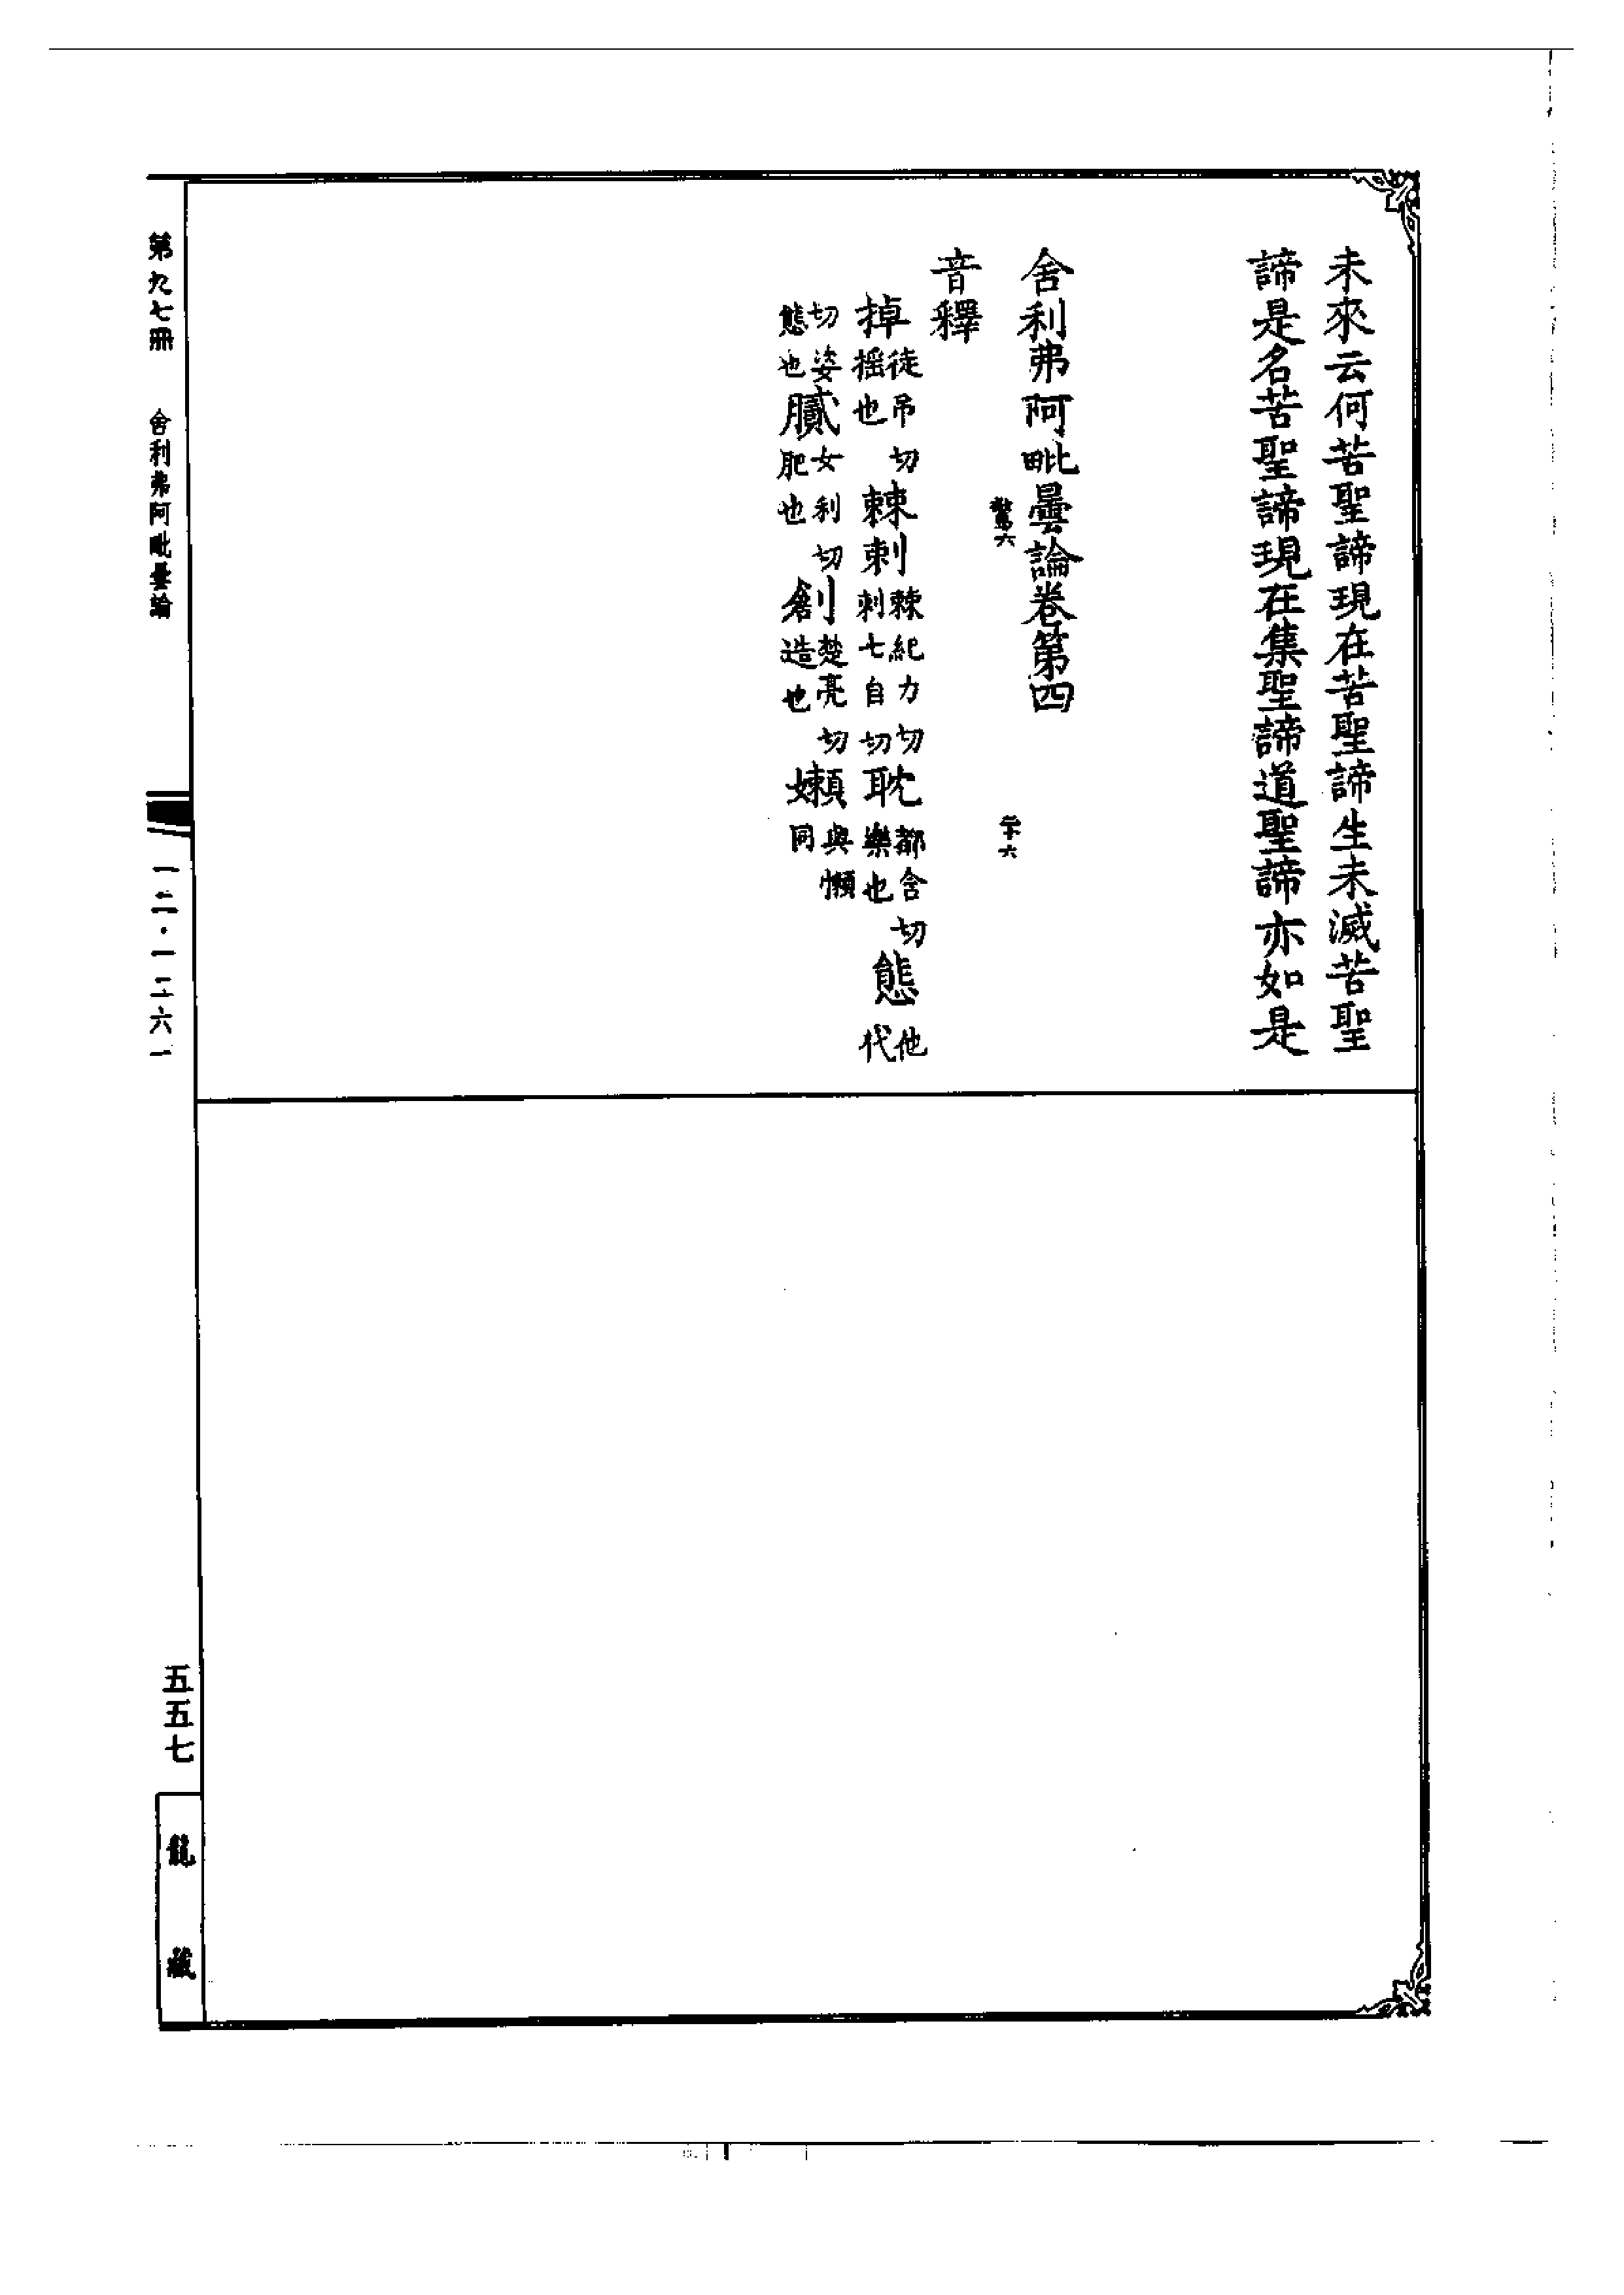 未來云何苦聖諦現在苦聖諦生未滅苦聖
諦是名苦聖諦現在集聖諦道聖諦亦如是
舍利弗阿毗曇論卷第四
驚六
二十六
音釋
掉徒吊切搖也棘刺棘紀力切刺七自切耽都含切樂也態他代
切姿態也膩女利切肥也創楚亮切造也嬾與懶同
第九七冊
舍利弗阿毗曇論
一二·一二六一
五五七
龍藏